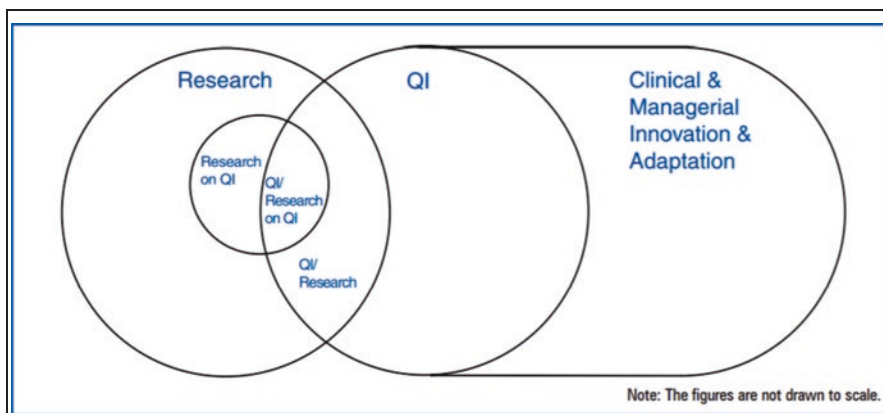 Research
QI
Clinical &
Managerial
Innovation &
Adaptation
Research
on QI
QI/
Research
on QI
QI/
Research
Note: The figures are not drawn to scale.